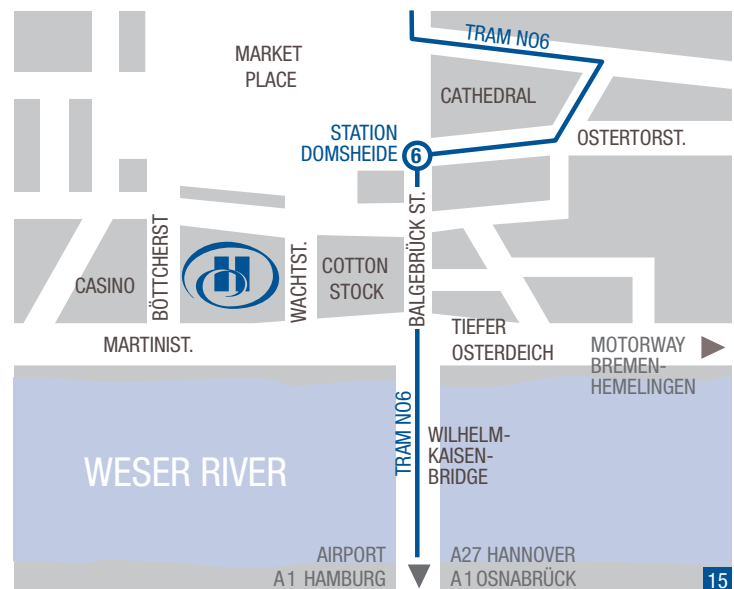 TRAM NO6
MARKET
PLACE
CATHEDRAL
STATION
DOMSHEIDE
6
OSTERTORST.
BÖTTCHERST
H
WACHTST.
BALGEBRÜCK ST.
COTTON
STOCK
CASINO
MARTINIST.
TIEFER
OSTERDEICH
MOTORWAY
BREMEN-
HEMELINGEN
TRAM NO6
WILHELM-
KAISEN-
BRIDGE
WESER RIVER
AIRPORT
A1 HAMBURG
A27 HANNOVER
A1 OSNABRÜCK
15